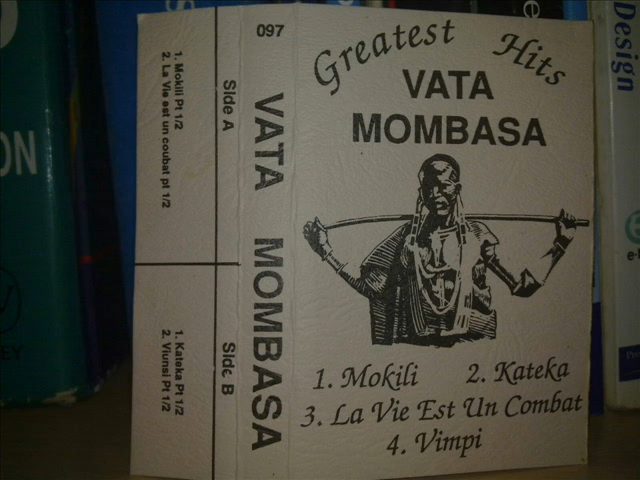 Greatest Hits
VATA
MOMBASA
1. Mokili 2. Kateka
3. La Vie Est Un Combat
4. Vimpi
097
VATA MOMBASA
Side A
1. Mokili Pt 1/2
2. La Vie est un coubat pt 1/2
Side B
1. Kateka Pt 1/2
2. Viunsi Pt 1/2
Design
ON
EY